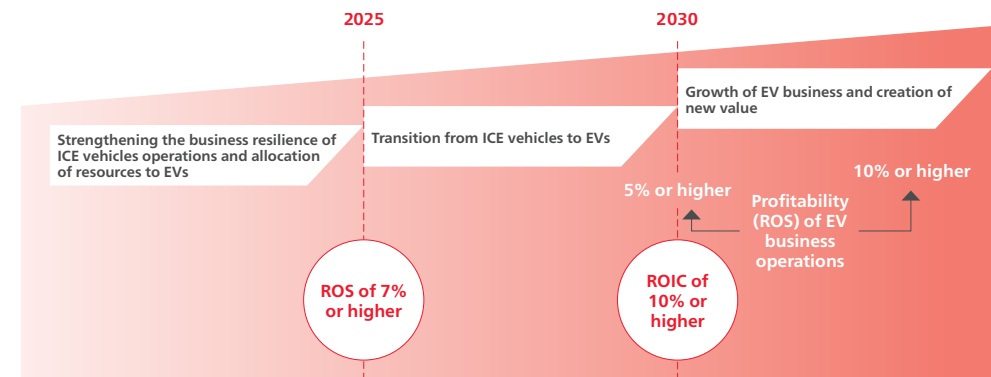 2025
2030
Strengthening the business resilience of
ICE vehicles operations and allocation
of resources to EVs
Transition from ICE vehicles to EVs
Growth of EV business and creation of
new value
5% or higher
Profitability
(ROS) of EV
business
operations
10% or higher
ROS of 7%
or higher
ROIC of
10% or
higher